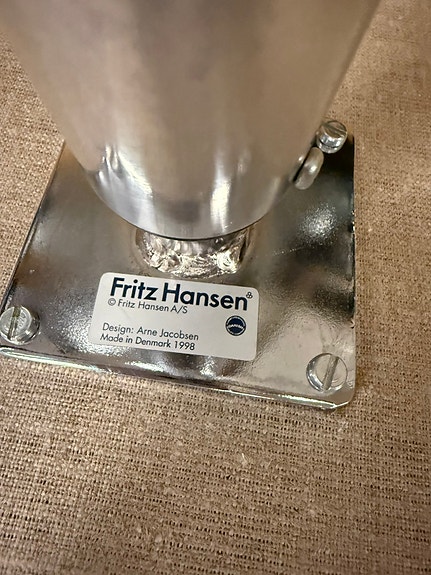 Fritz Hansen
© Fritz Hansen A/S
Design: Arne Jacobsen
Made in Denmark 1998